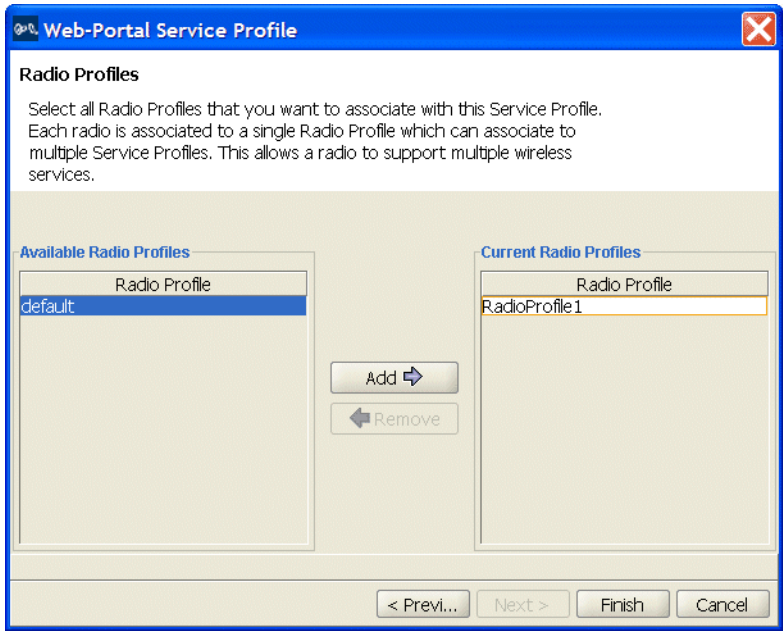 Web-Portal Service Profile
Radio Profiles
Select all Radio Profiles that you want to associate with this Service Profile.
Each radio is associated to a single Radio Profile which can associate to
multiple Service Profiles. This allows a radio to support multiple wireless
services.
Available Radio Profiles
Radio Profile
default
Add
Remove
Current Radio Profiles
Radio Profile
RadioProfile1
< Previ...
Next >
Finish
Cancel